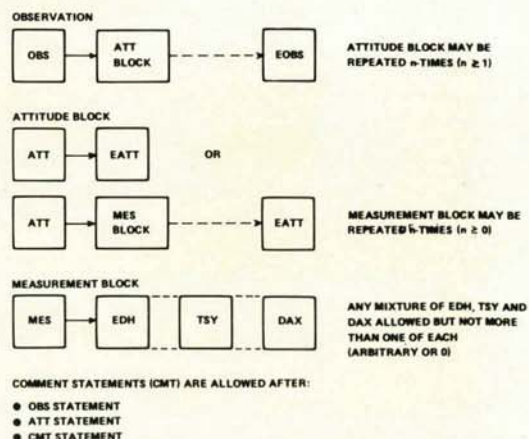 OBSERVATION
OBS
ATT
BLOCK
EOBS
ATTITUDE BLOCK MAY BE
REPEATED n-TIMES (n ≥ 1)
ATTITUDE BLOCK
ATT
EATT
OR
ATT
MES
BLOCK
EATT
MEASUREMENT BLOCK MAY BE
REPEATED n-TIMES (n ≥ 0)
MEASUREMENT BLOCK
MES
EDH
TSY
DAX
ANY MIXTURE OF EDH, TSY AND
DAX ALLOWED BUT NOT MORE
THAN ONE OF EACH
(ARBITRARY OR 0)
COMMENT STATEMENTS (CMT) ARE ALLOWED AFTER:
● OBS STATEMENT
● ATT STATEMENT
● CMT STATEMENT